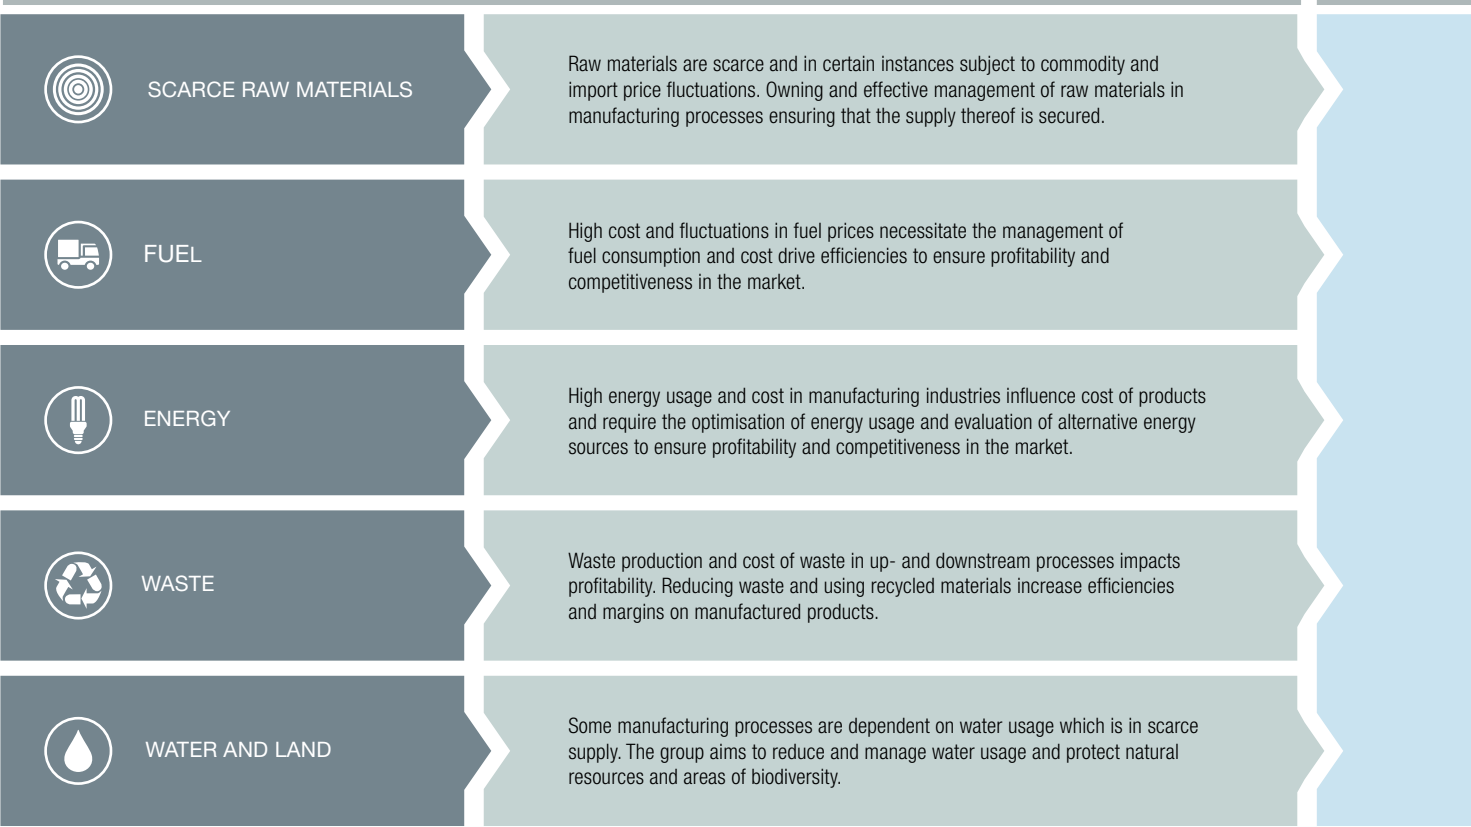 SCARCE RAW MATERIALS
Raw materials are scarce and in certain instances subject to commodity and
import price fluctuations. Owning and effective management of raw materials in
manufacturing processes ensuring that the supply thereof is secured.
FUEL
High cost and fluctuations in fuel prices necessitate the management of
fuel consumption and cost drive efficiencies to ensure profitability and
competitiveness in the market.
ENERGY
High energy usage and cost in manufacturing industries influence cost of products
and require the optimisation of energy usage and evaluation of alternative energy
sources to ensure profitability and competitiveness in the market.
WASTE
Waste production and cost of waste in up- and downstream processes impacts
profitability. Reducing waste and using recycled materials increase efficiencies
and margins on manufactured products.
WATER AND LAND
Some manufacturing processes are dependent on water usage which is in scarce
supply. The group aims to reduce and manage water usage and protect natural
resources and areas of biodiversity.